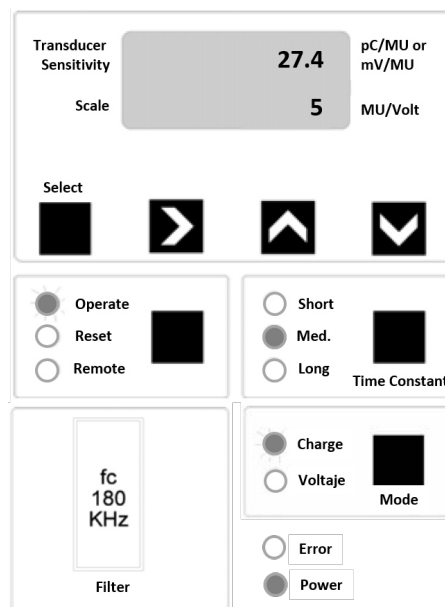 Transducer
Sensitivity
27.4
pC/MU or
mV/MU
Scale
5
MU/Volt
Select
Operate
Reset
Remote
Short
Med.
Long
Time Constant
fc
180
KHz
Filter
Charge
Voltaje
Mode
Error
Power